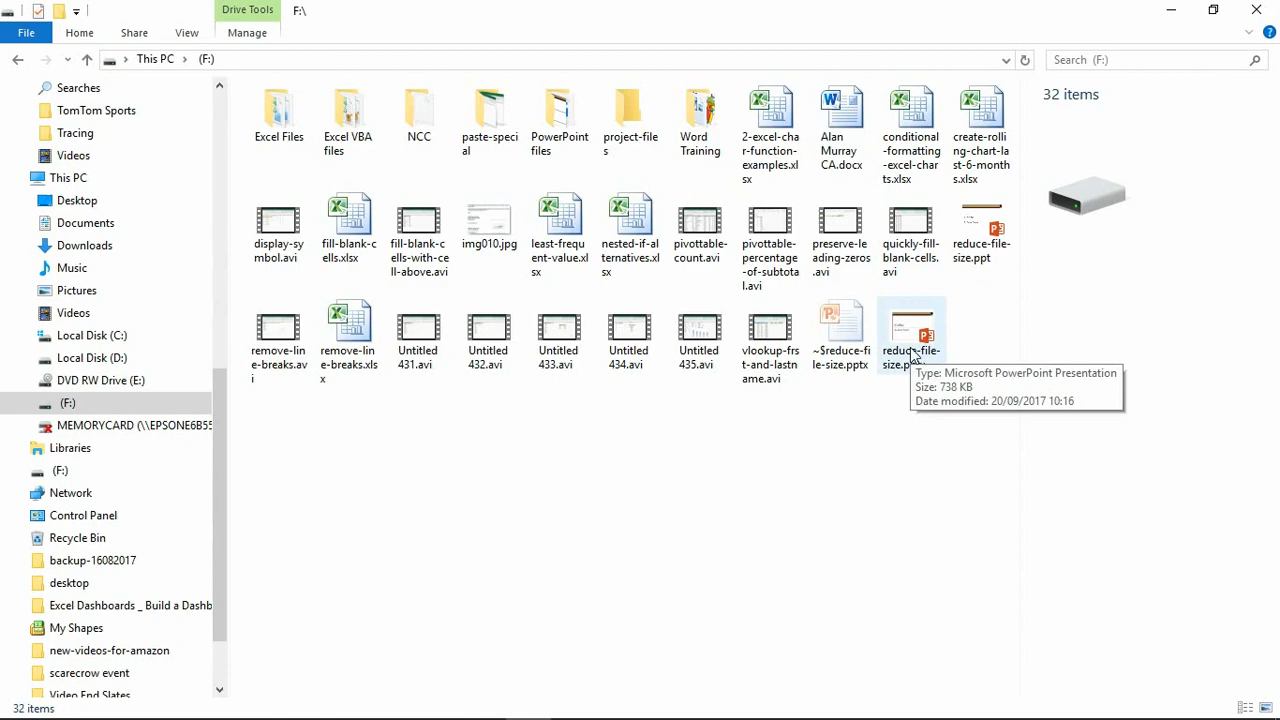 Drive Tools
F:\
File
Home
Share
View
Manage
This PC
(F:)
Search (F:)
Searches
TomTom Sports
Tracing
Videos
This PC
Desktop
Documents
Downloads
Music
Pictures
Videos
Local Disk (C:)
Local Disk (D:)
DVD RW Drive (E:)
(F:)
MEMORYCARD (\\EPSONE6B55
Libraries
(F:)
Network
Control Panel
Recycle Bin
backup-16082017
desktop
Excel Dashboards _ Build a Dashb
My Shapes
new-videos-for-amazon
scarecrow event
Video End Slates
Excel Files
Excel VBA
files
NCC
paste-speci
al
PowerPoint
files
project-file
s
Word
Training
2-excel-cha
r-function-
examples.xl
sx
Alan
Murray
CA.docx
conditional
-formatting
-excel-char
ts.xlsx
create-rolli
ng-chart-la
st-6-month
s.xlsx
display-sy
mbol.avi
fill-blank-c
ells.xlsx
fill-blank-c
ells-with-c
ell-above.avi
img010.jpg
least-frequ
ent-value.xl
sx
nested-if-al
ternatives.xl
sx
pivottable-
count.avi
pivottable-
percentage
-of-subtota
l.avi
preserve-le
ading-zeros
.avi
quickly-fill-
blank-cells.
avi
reduce-file-
size.ppt
remove-lin
e-breaks.av
i
remove-lin
e-breaks.xls
x
Untitled
431.avi
Untitled
432.avi
Untitled
433.avi
Untitled
434.avi
Untitled
435.avi
vlookup-fir
st-and-lastn
ame.avi
~$reduce-fi
le-size.pptx
reduce-file-
size.p
Type: Microsoft PowerPoint Presentation
Size: 738 KB
Date modified: 20/09/2017 10:16
32 items
32 items